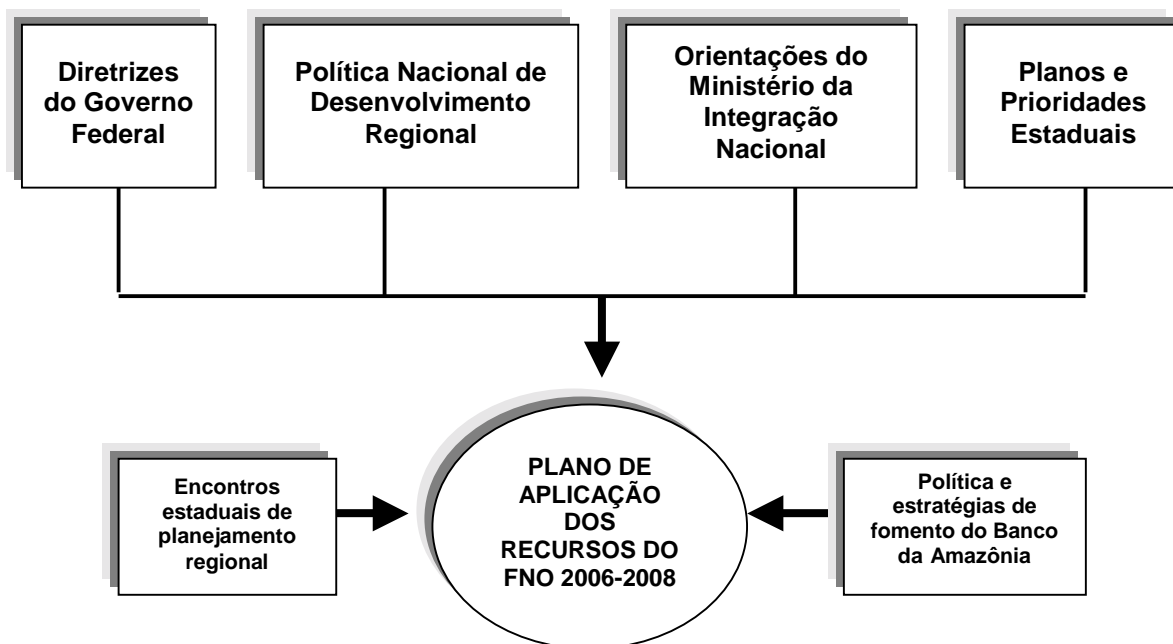 Diretrizes
do Governo
Federal
Política Nacional de
Desenvolvimento
Regional
Orientações do
Ministério da
Integração
Nacional
Planos e
Prioridades
Estaduais
Encontros
estaduais de
planejamento
regional
PLANO DE
APLICAÇÃO
DOS
RECURSOS DO
FNO 2006-2008
Política e
estratégias de
fomento do Banco
da Amazônia